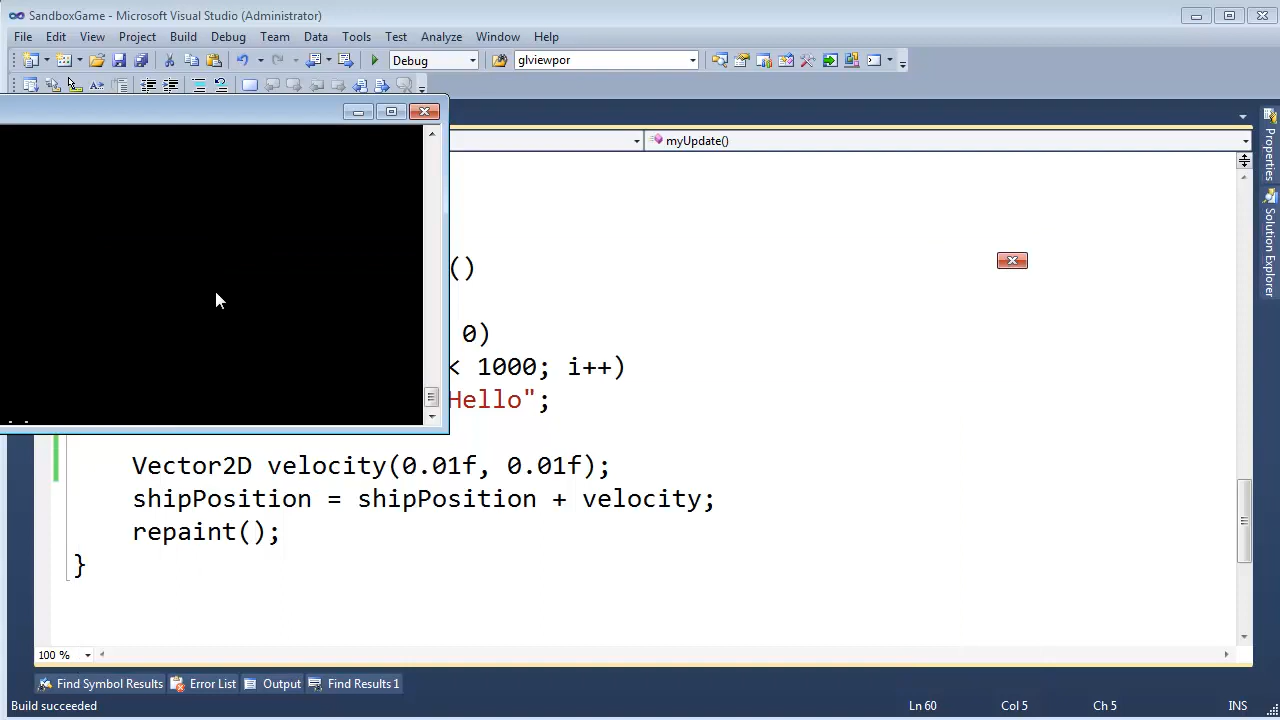 SandboxGame - Microsoft Visual Studio (Administrator)
File Edit View Project Build Debug Team Data Tools Test Analyze Window Help
Debug glviewpor
myUpdate()
()
0)
< 1000; i++)
Hello";
Vector2D velocity(0.01f, 0.01f);
shipPosition = shipPosition + velocity;
repaint();
}
Properties
Solution Explorer
100 %
Find Symbol Results Error List Output Find Results 1
Build succeeded Ln 60 Col 5 Ch 5 INS